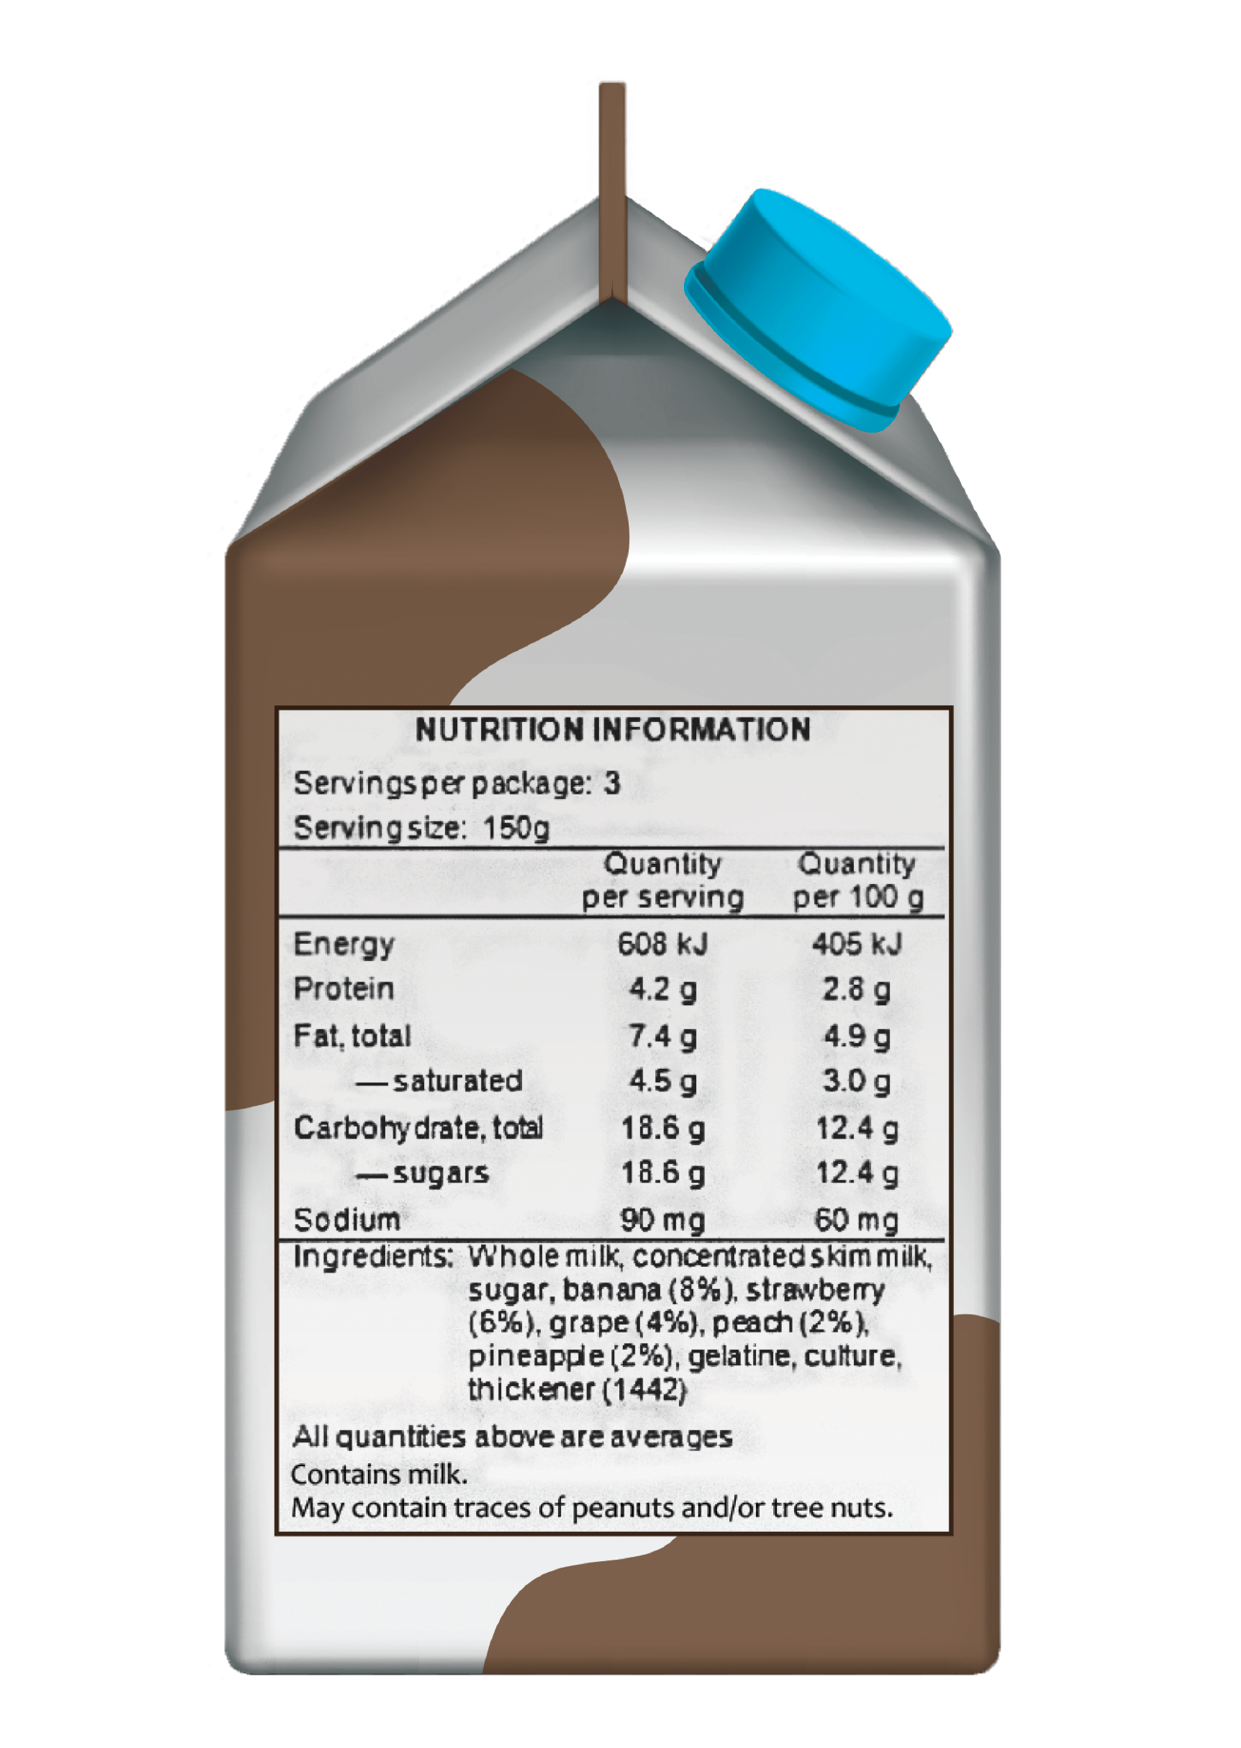 NUTRITION INFORMATION
Servings per package: 3
Serving size: 150g
Quantity per serving Quantity per 100 g
Energy 608 kJ 405 kJ
Protein 4.2 g 2.8 g
Fat, total 7.4 g 4.9 g
— saturated 4.5 g 3.0 g
Carbohydrate, total 18.6 g 12.4 g
— sugars 18.6 g 12.4 g
Sodium 90 mg 60 mg
Ingredients: Whole milk, concentrated skim milk,
sugar, banana (8%), strawberry
(6%), grape (4%), peach (2%),
pineapple (2%), gelatine, culture,
thickener (1442)
All quantities above are averages
Contains milk.
May contain traces of peanuts and/or tree nuts.